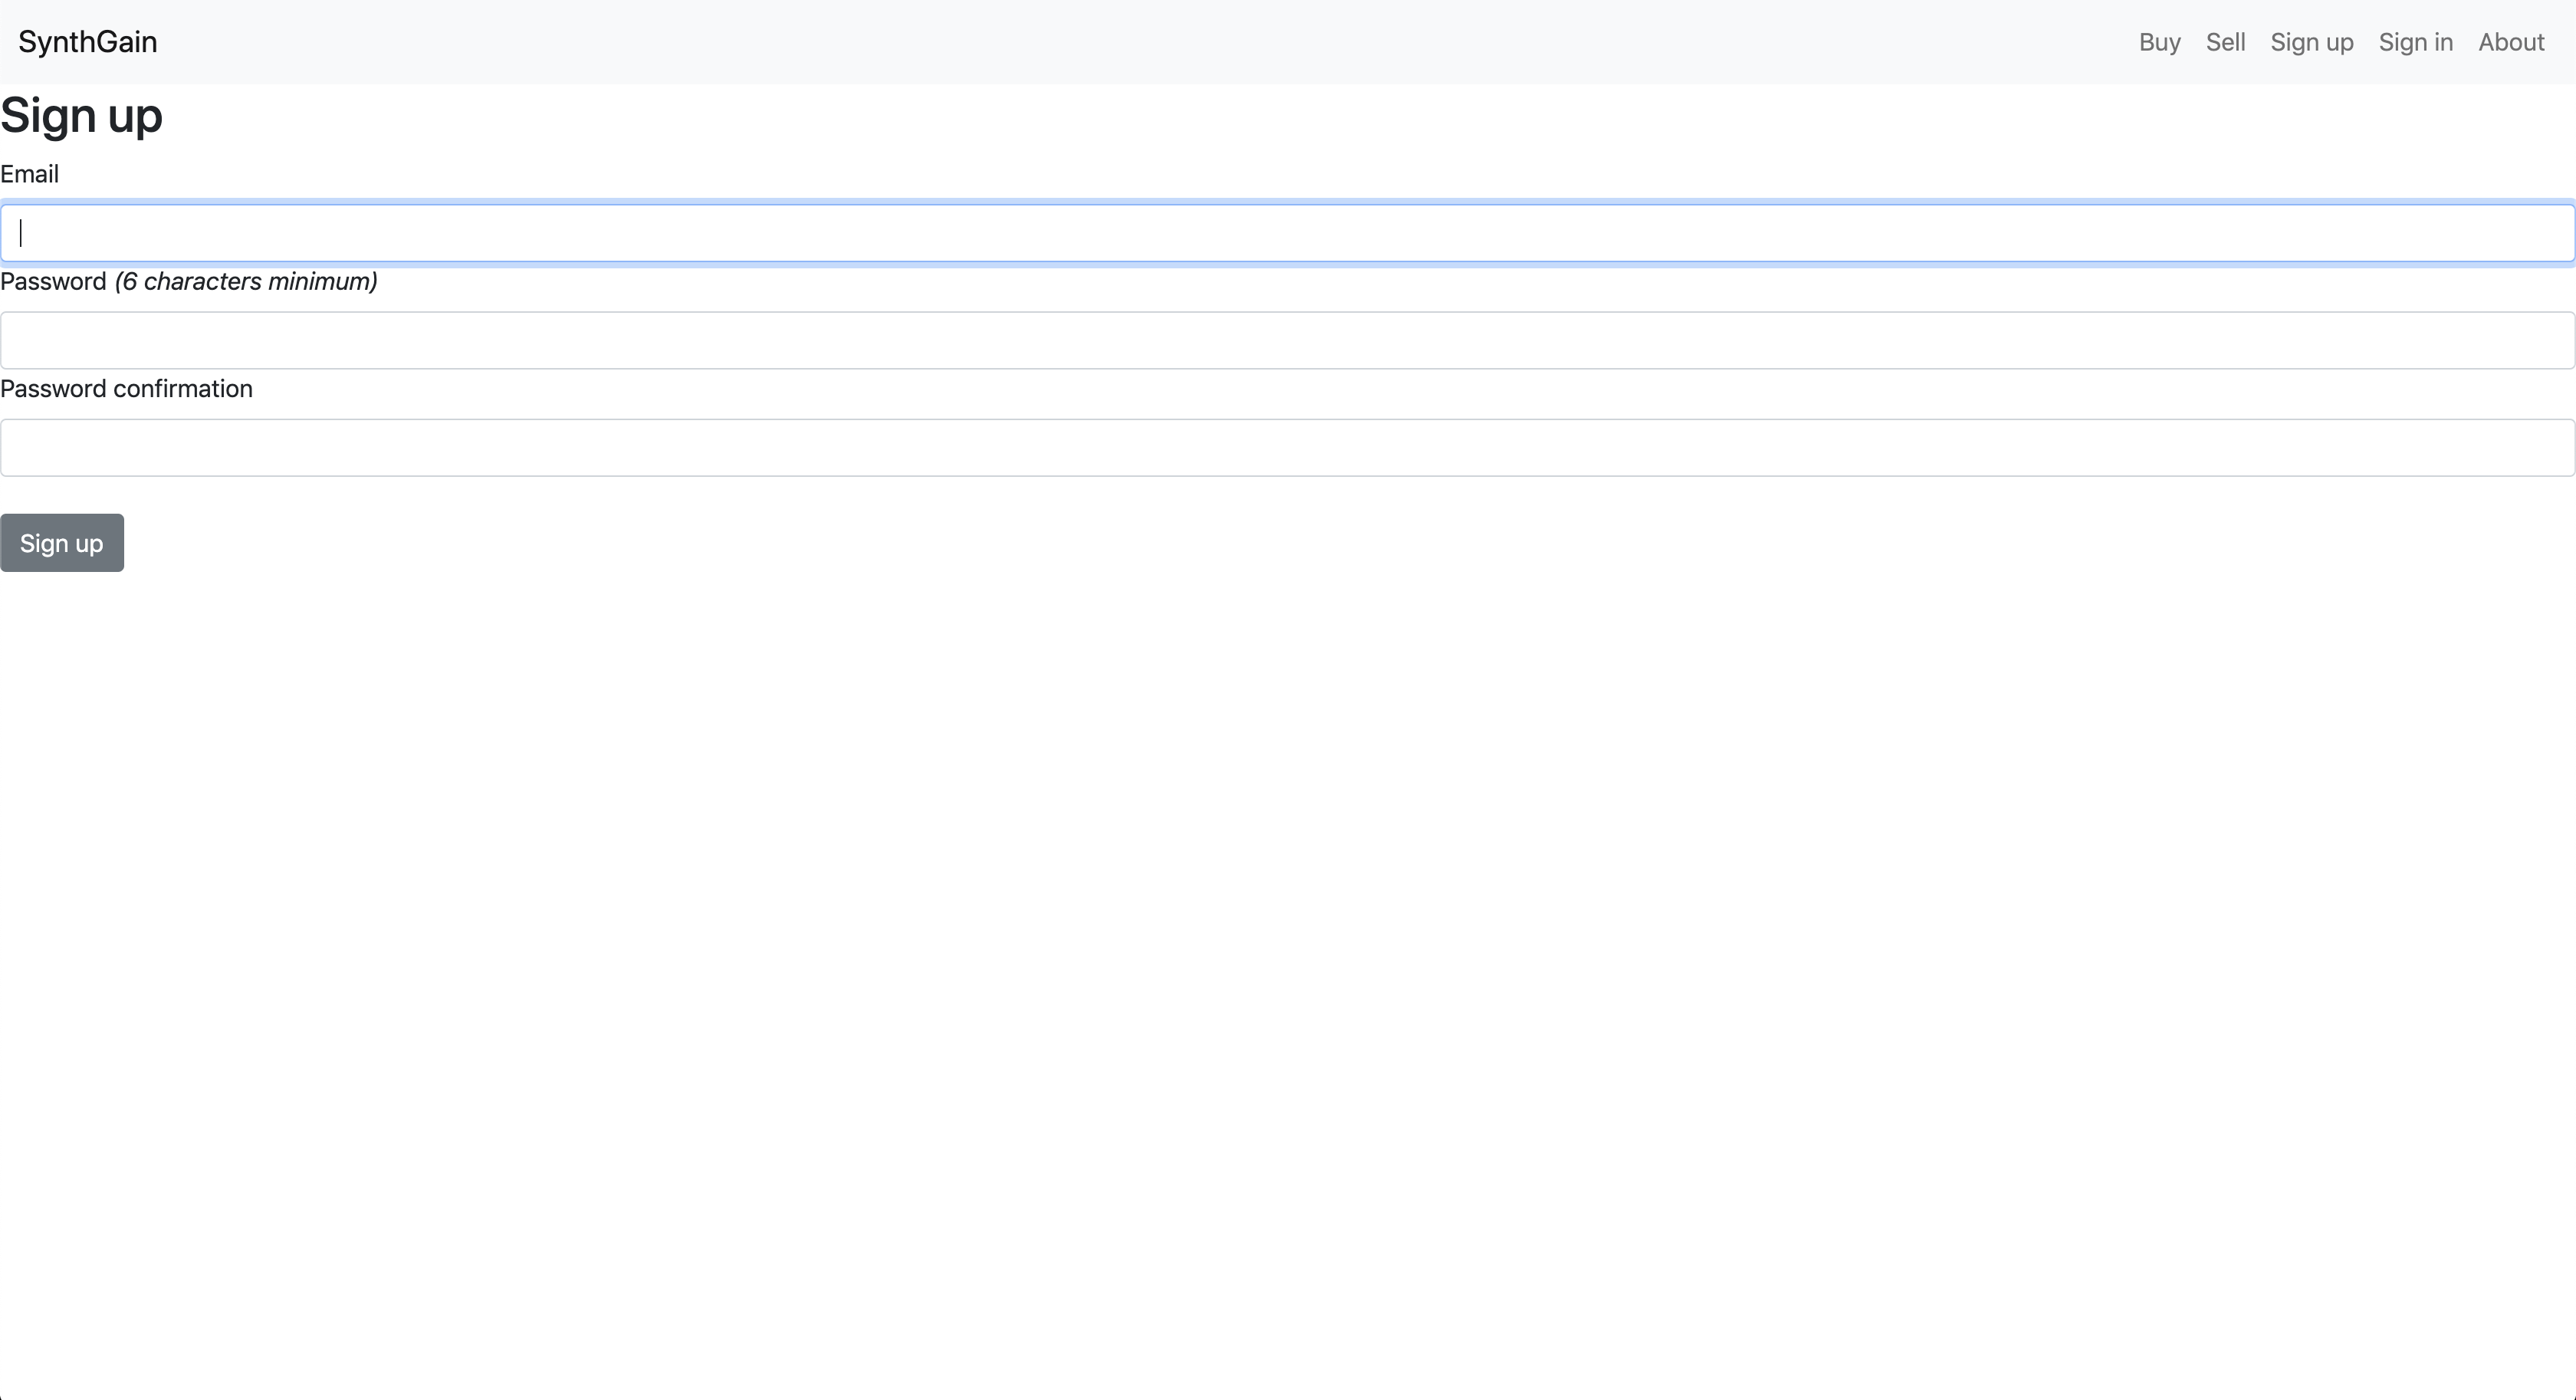 SynthGain Buy Sell Sign up Sign in About
Sign up
Email
Password (6 characters minimum)
Password confirmation
Sign up